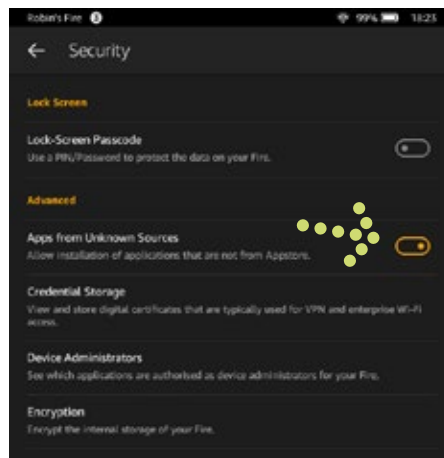 Robin's Fire 3 99% 18:23
← Security
Lock Screen
Lock-Screen Passcode
Use a PIN/Password to protect the data on your Fire.
Advanced
Apps from Unknown Sources
Allow installation of applications that are not from Appstore.
Credential Storage
View and store digital certificates that are typically used for VPN and enterprise Wi-Fi
access.
Device Administrators
See which applications are authorised as device administrators for your Fire.
Encryption
Encrypt the internal storage of your Fire.